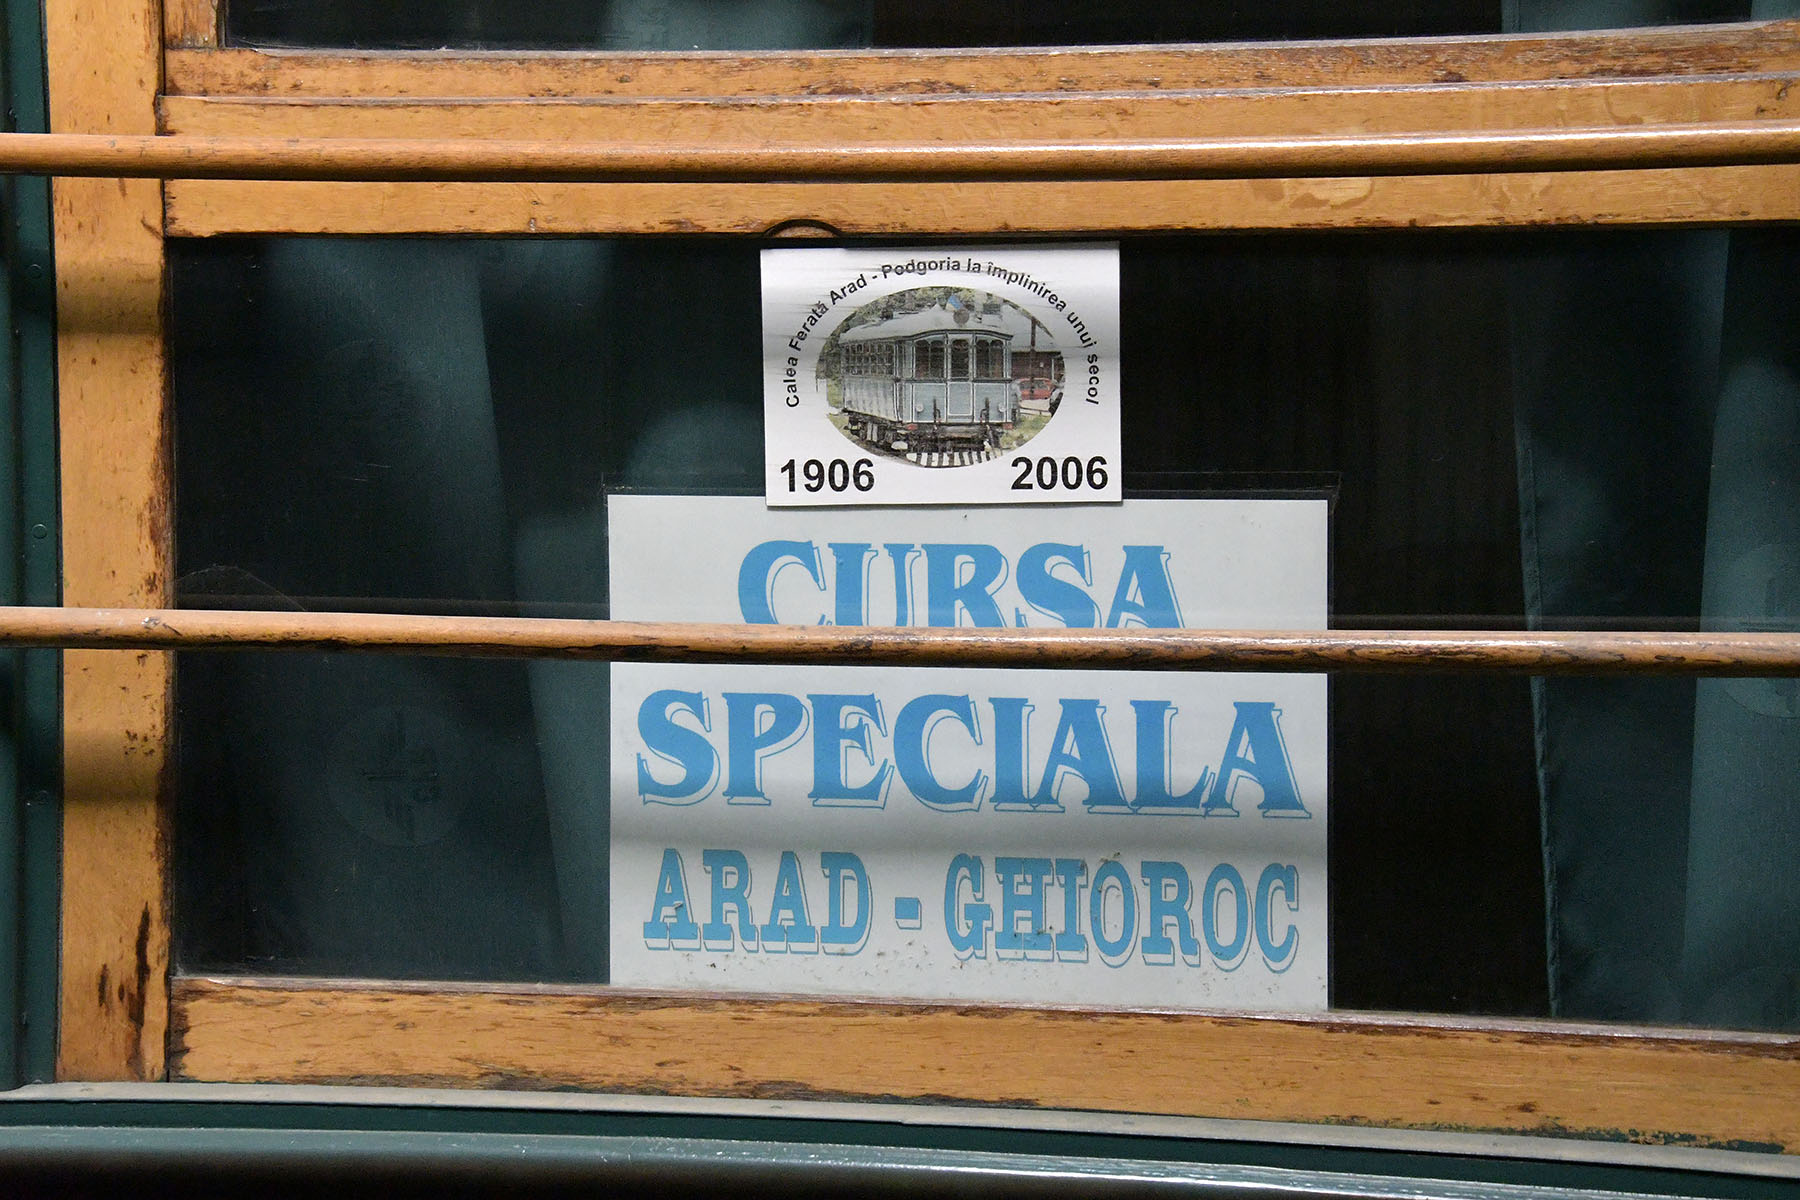 Calea Ferată Arad - Podgoria la împlinirea unui secol
1906 2006
CURSA
SPECIALA
ARAD - GHIOROC